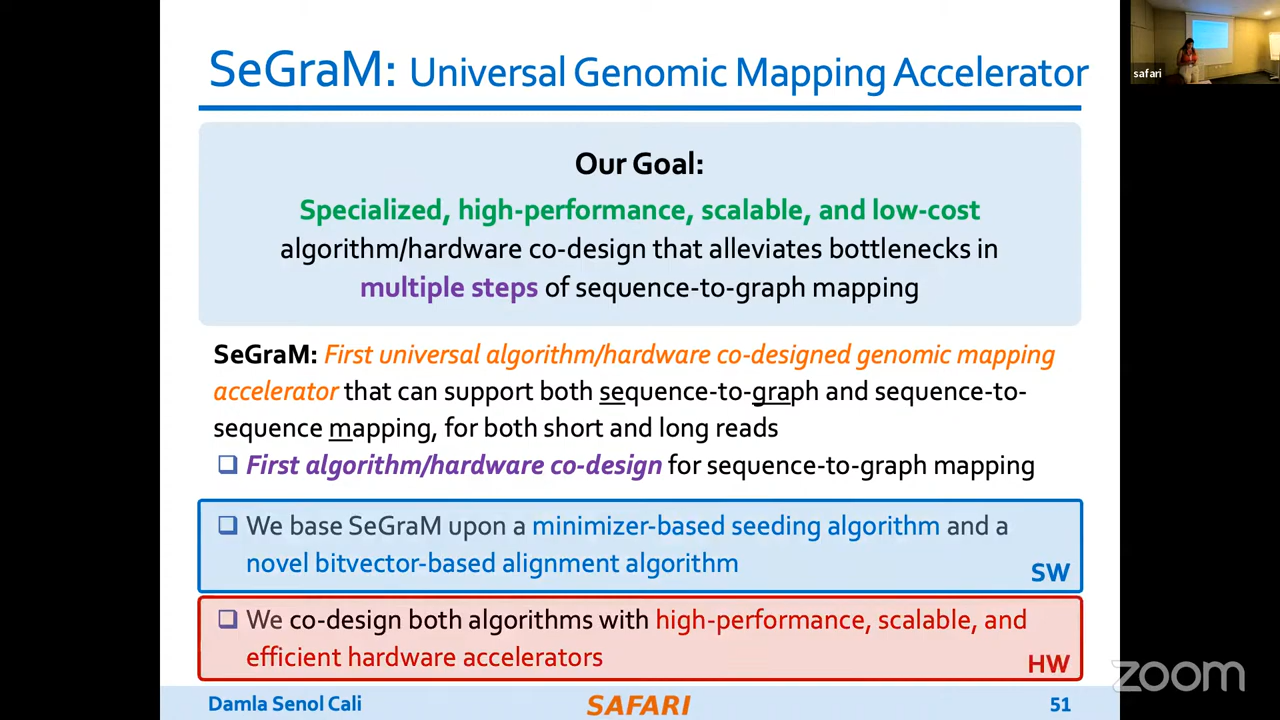 SeGraM: Universal Genomic Mapping Accelerator
safari
Our Goal:
Specialized, high-performance, scalable, and low-cost
algorithm/hardware co-design that alleviates bottlenecks in
multiple steps of sequence-to-graph mapping
SeGraM: First universal algorithm/hardware co-designed genomic mapping
accelerator that can support both sequence-to-graph and sequence-to-
sequence mapping, for both short and long reads
❑ First algorithm/hardware co-design for sequence-to-graph mapping
❑ We base SeGraM upon a minimizer-based seeding algorithm and a
novel bitvector-based alignment algorithm
SW
❑ We co-design both algorithms with high-performance, scalable, and
efficient hardware accelerators
HW
Damla Senol Cali
SAFARI
51
zoom